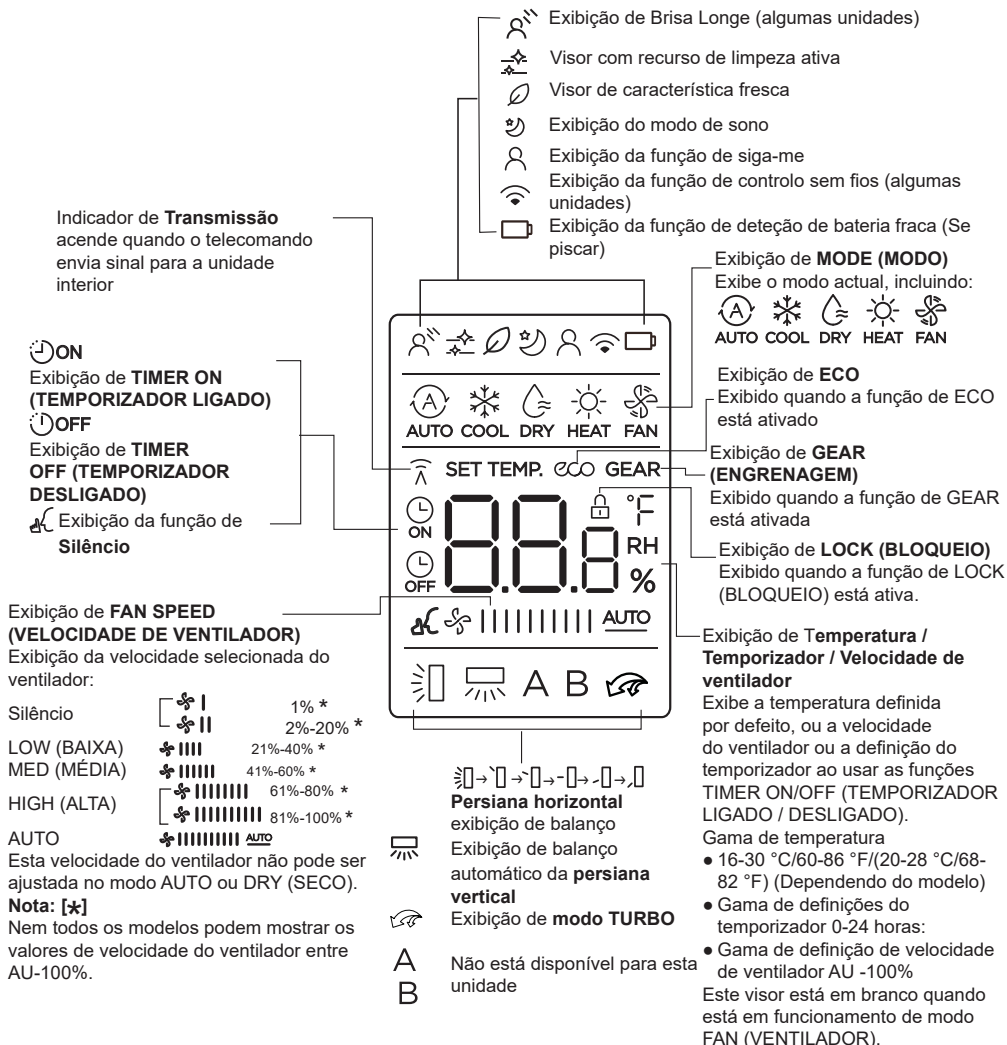 Exibição de Brisa Longe (algumas unidades)
Visor com recurso de limpeza ativa
Visor de característica fresca
Exibição do modo de sono
Exibição da função de siga-me
Exibição da função de controlo sem fios (algumas
unidades)
Exibição da função de deteção de bateria fraca (Se
piscar)
Indicador de Transmissão
acende quando o telecomando
envia sinal para a unidade
interior
ON
Exibição de TIMER ON
(TEMPORIZADOR LIGADO)
OFF
Exibição de TIMER
OFF (TEMPORIZADOR
DESLIGADO)
Exibição da função de
Silêncio
Exibição de FAN SPEED
(VELOCIDADE DE VENTILADOR)
Exibição da velocidade selecionada do
ventilador:
Silêncio
1% *
2%-20% *
LOW (BAIXA) 21%-40% *
MED (MÉDIA) 41%-60% *
HIGH (ALTA)
61%-80% *
81%-100% *
AUTO AUTO
Esta velocidade do ventilador não pode ser
ajustada no modo AUTO ou DRY (SECO).
Nota: [*]
Nem todos os modelos podem mostrar os
valores de velocidade do ventilador entre
AU-100%.
A
AUTO COOL DRY HEAT FAN
SET TEMP. eco GEAR
ON
88.8
°F
RH
OFF
%
AUTO
A B
Persiana horizontal
exibição de balanço
Exibição de balanço
automático da persiana
vertical
Exibição de modo TURBO
A
B
Não está disponível para esta
unidade
Exibição de MODE (MODO)
Exibe o modo actual, incluindo:
A
AUTO COOL DRY HEAT FAN
Exibição de ECO
Exibido quando a função de ECO
está ativado
Exibição de GEAR
(ENGRENAGEM)
Exibido quando a função de GEAR
está ativada
Exibição de LOCK (BLOQUEIO)
Exibido quando a função de LOCK
(BLOQUEIO) está ativa.
Exibição de Temperatura /
Temporizador / Velocidade de
ventilador
Exibe a temperatura definida
por defeito, ou a velocidade
do ventilador ou a definição do
temporizador ao usar as funções
TIMER ON/OFF (TEMPORIZADOR
LIGADO / DESLIGADO).
Gama de temperatura
● 16-30 °C/60-86 °F/(20-28 °C/68-
82 °F) (Dependendo do modelo)
● Gama de definições do
temporizador 0-24 horas:
● Gama de definição de velocidade
de ventilador AU -100%
Este visor está em branco quando
está em funcionamento de modo
FAN (VENTILADOR).